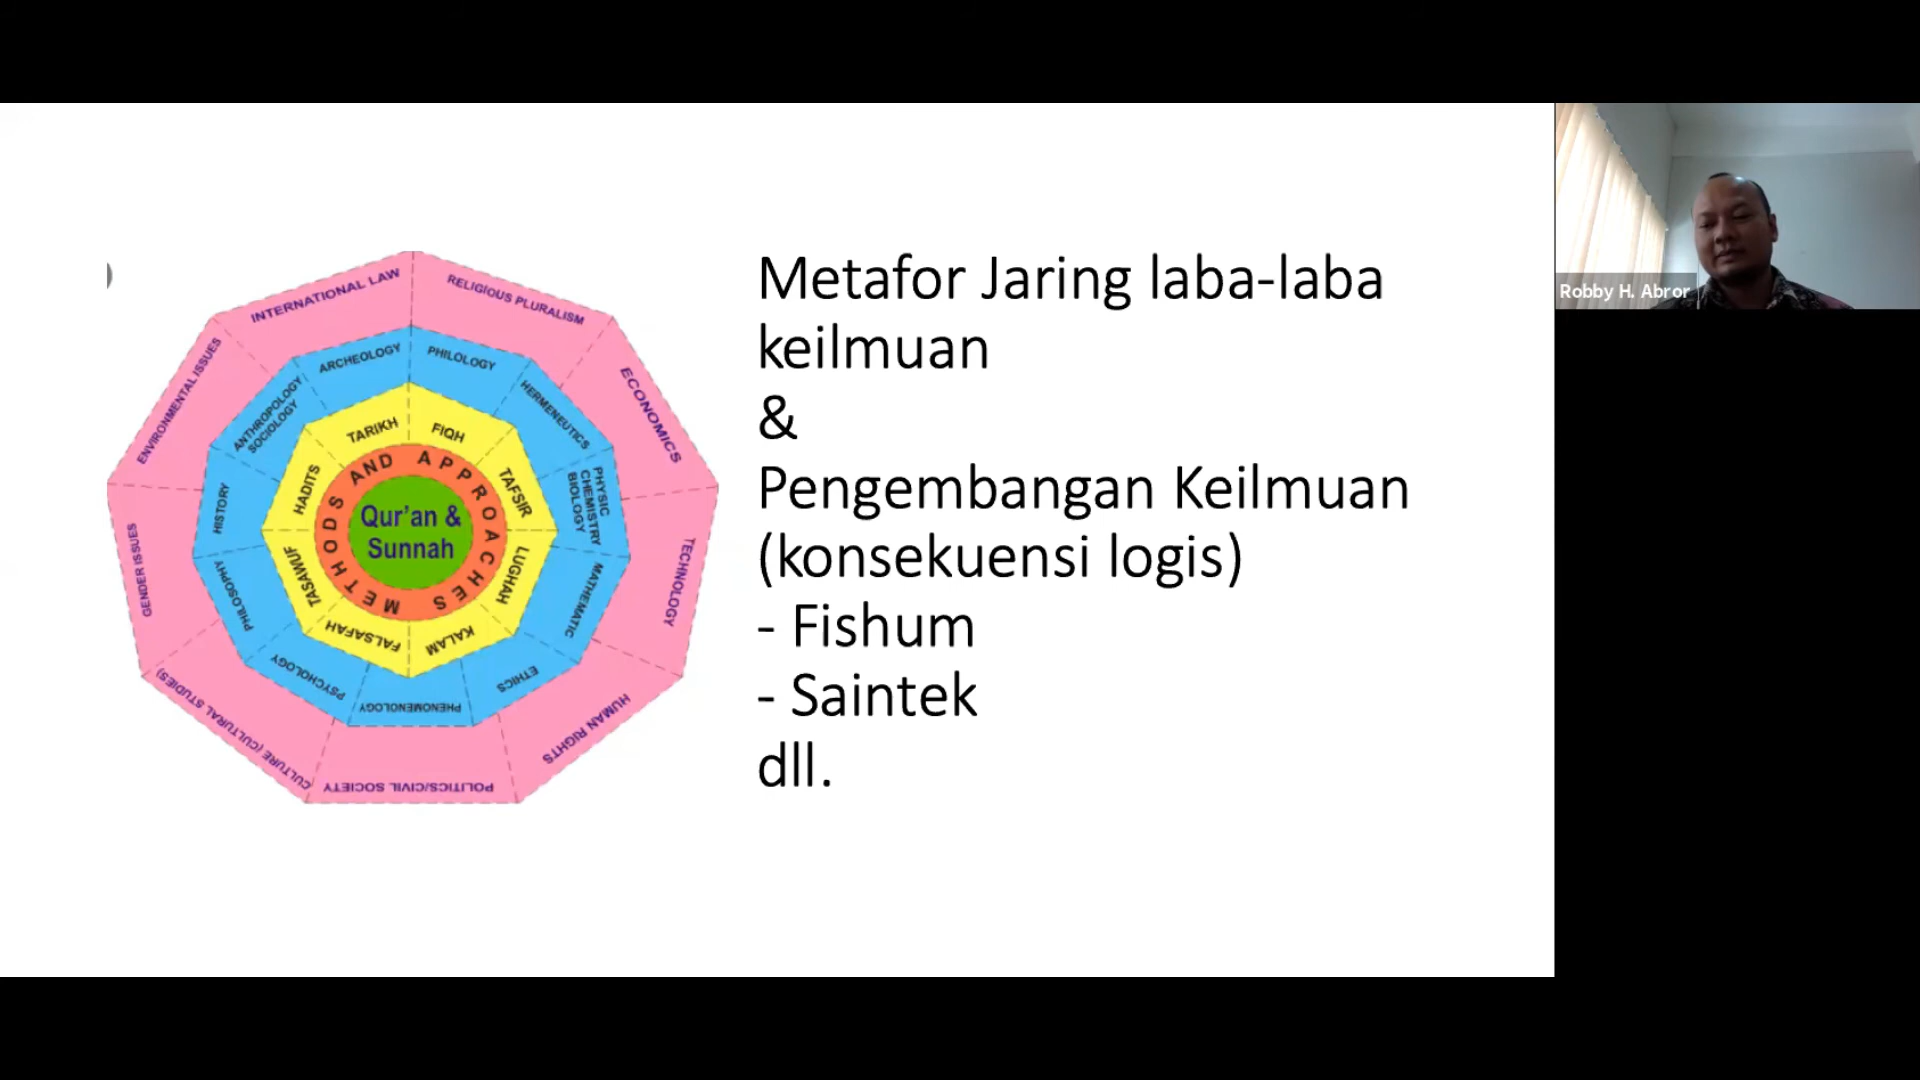 INTERNATIONAL LAW
RELIGIOUS PLURALISM
ECONOMICS
TECHNOLOGY
HUMAN RIGHTS
POLITICS/CIVIL SOCIETY
CULTURE (CULTURAL STUDIES)
GENDER ISSUES
ENVIRONMENTAL ISSUES
ARCHEOLOGY
PHILOLOGY
HERMENEUTICS
PHYSIC
CHEMISTRY
BIOLOGY
MATHEMATIC
ETHICS
PHENOMENOLOGY
PSYCHOLOGY
PHILOSOPHY
HISTORY
ANTHROPOLOGY
SOCIOLOGY
TARIKH
FIQH
TAFSIR
LUGHAH
KALAM
FALSAFAH
TASAWUF
HADITS
METHODS AND APPROACHES
Qur'an &
Sunnah
Metafor Jaring laba-laba
keilmuan
&
Pengembangan Keilmuan
(konsekuensi logis)
- Fishum
- Saintek
dll.
Robby H. Abror